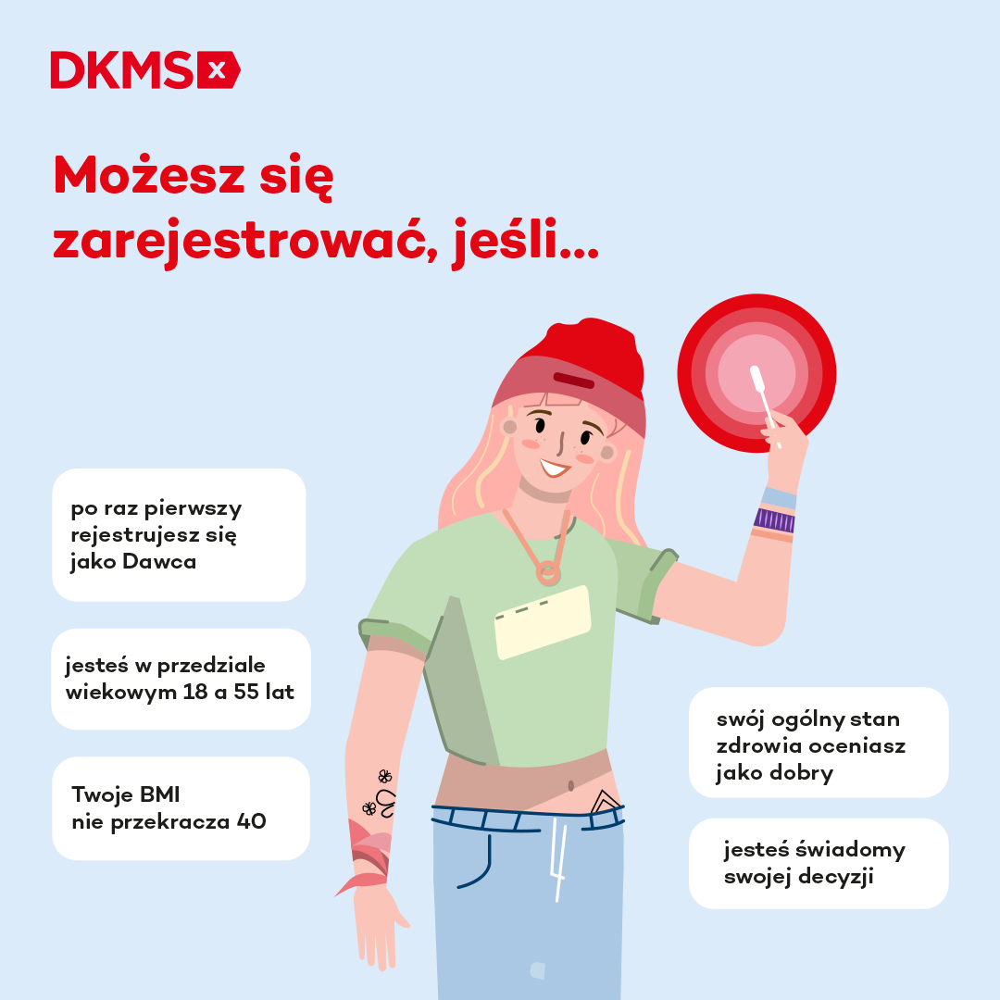 DKMS x
Możesz się
zarejestrować, jeśli...
po raz pierwszy
rejestrujesz się
jako Dawca
jesteś w przedziale
wiekowym 18 a 55 lat
Twoje BMI
nie przekracza 40
swój ogólny stan
zdrowia oceniasz
jako dobry
jesteś świadomy
swojej decyzji